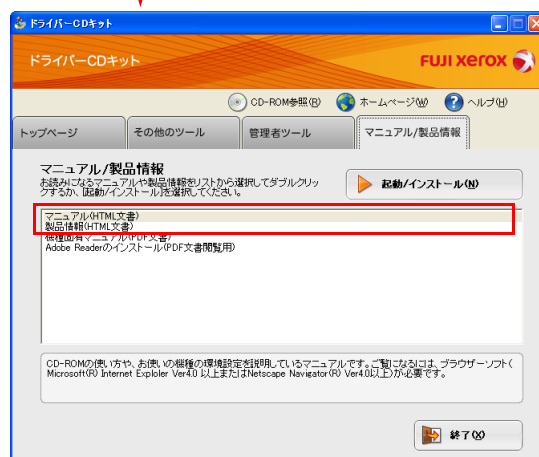 ドライバーCDキット
ドライバーCDキット
FUJI XEROX
CD-ROM参照(R)
ホームページ(W)
ヘルプ(H)
トップページ
その他のツール
管理者ツール
マニュアル/製品情報
マニュアル/製品情報
お読みになるマニュアルや製品情報をリストから選択してダブルクリッ
クするか、[起動/インストール]を選択してください。
起動/インストール(N)
マニュアル(HTML文書)
製品情報(HTML文書)
機種固有マニュアル(PDF文書)
Adobe Readerのインストール(PDF文書閲覧用)
CD-ROMの使い方や、お使いの機種の環境設定を説明しているマニュアルです。ご覧になるには、ブラウザーソフト(
Microsoft(R) Internet Exploler Ver4.0 以上またはNetscape Navigator(R) Ver4.0以上)が必要です。
終了(X)